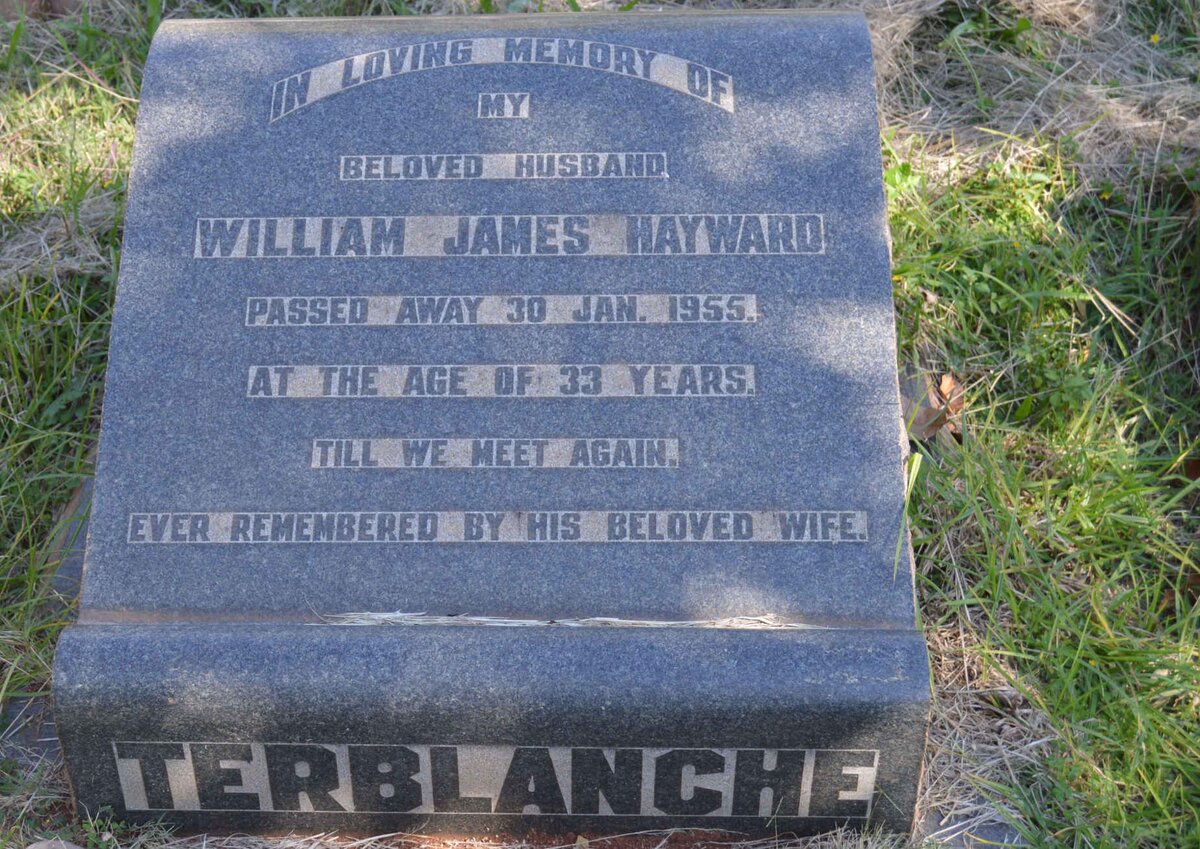 IN LOVING MEMORY OF
MY
BELOVED HUSBAND,
WILLIAM JAMES HAYWARD
PASSED AWAY 30 JAN. 1955.
AT THE AGE OF 33 YEARS.
TILL WE MEET AGAIN.
EVER REMEMBERED BY HIS BELOVED WIFE.
TERBLANCHE